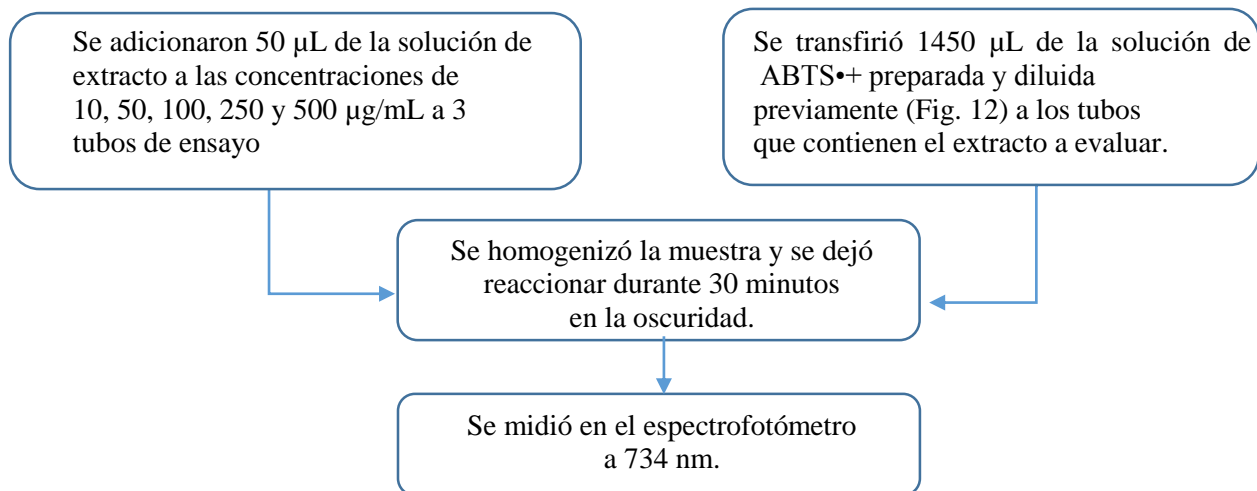 Se adicionaron 50 µL de la solución de
extracto a las concentraciones de
10, 50, 100, 250 y 500 µg/mL a 3
tubos de ensayo
Se transfirió 1450 µL de la solución de
ABTS•+ preparada y diluida
previamente (Fig. 12) a los tubos
que contienen el extracto a evaluar.
Se homogenizó la muestra y se dejó
reaccionar durante 30 minutos
en la oscuridad.
Se midió en el espectrofotómetro
a 734 nm.